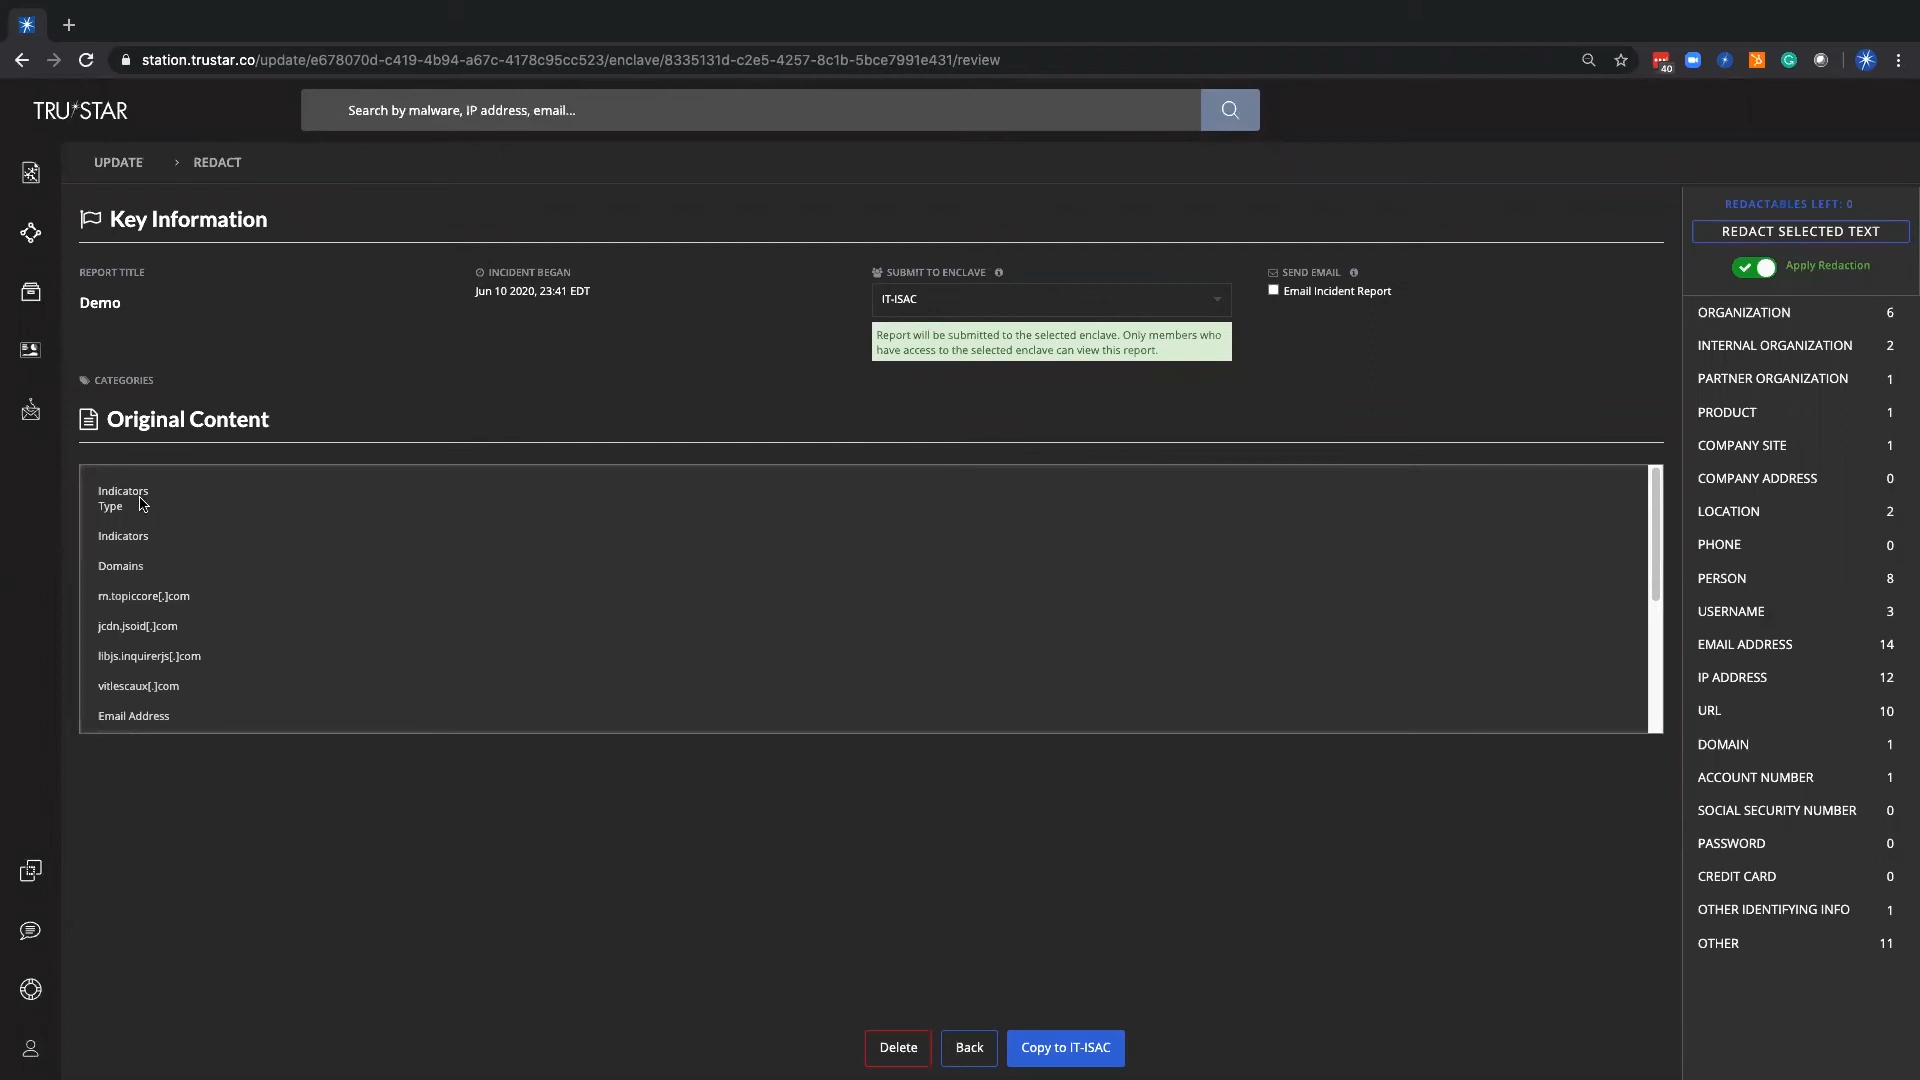 station.trustar.co/update/e678070d-c419-4b94-a67c-4178c95cc523/enclave/8335131d-c2e5-4257-8c1b-5bce7991e431/review
40
TRU*STAR
Search by malware, IP address, email...
UPDATE > REDACT
Key Information
REPORT TITLE
Demo
INCIDENT BEGAN
Jun 10 2020, 23:41 EDT
SUBMIT TO ENCLAVE
IT-ISAC
Report will be submitted to the selected enclave. Only members who
have access to the selected enclave can view this report.
SEND EMAIL
Email Incident Report
CATEGORIES
Original Content
Indicators
Type
Indicators
Domains
m.topiccore[.]com
jcdn.jsoid[.]com
libjs.inquirerjs[.]com
vitlescaux[.]com
Email Address
Delete
Back
Copy to IT-ISAC
REDACTABLES LEFT: 0
REDACT SELECTED TEXT
Apply Redaction
ORGANIZATION 6
INTERNAL ORGANIZATION 2
PARTNER ORGANIZATION 1
PRODUCT 1
COMPANY SITE 1
COMPANY ADDRESS 0
LOCATION 2
PHONE 0
PERSON 8
USERNAME 3
EMAIL ADDRESS 14
IP ADDRESS 12
URL 10
DOMAIN 1
ACCOUNT NUMBER 1
SOCIAL SECURITY NUMBER 0
PASSWORD 0
CREDIT CARD 0
OTHER IDENTIFYING INFO 1
OTHER 11